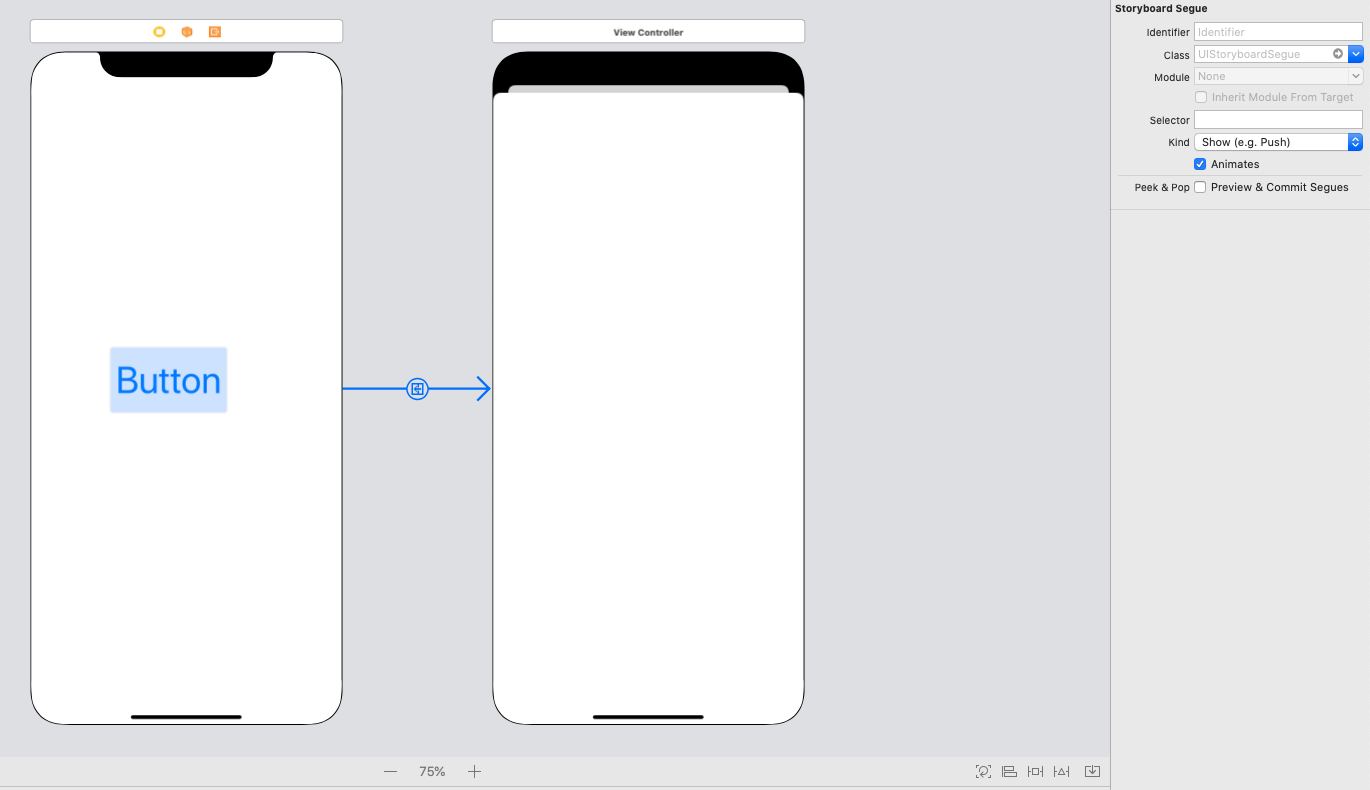 View Controller
Button
75%
Storyboard Segue
Identifier Identifier
Class UIStoryboardSegue
Module None
Inherit Module From Target
Selector
Kind Show (e.g. Push)
Animates
Peek & Pop Preview & Commit Segues